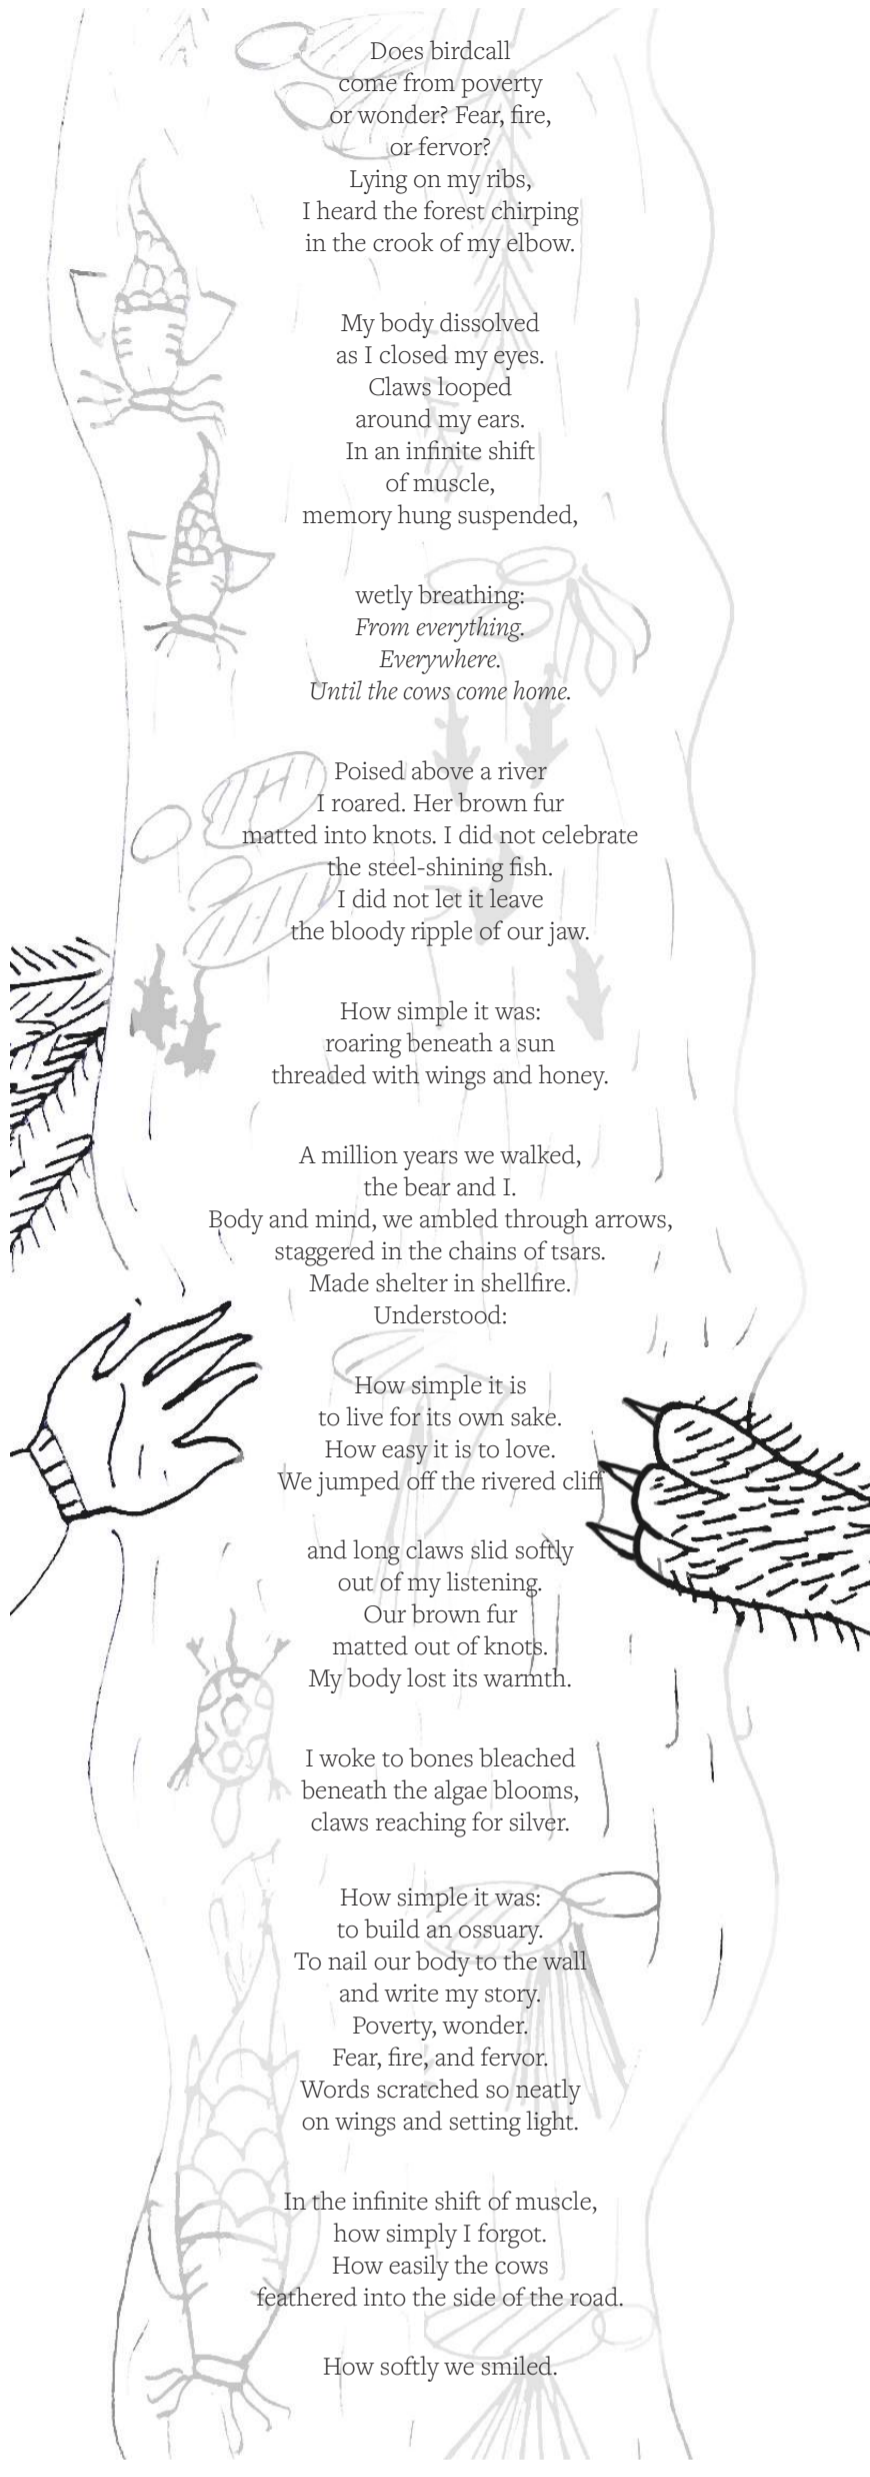 Does birdcall
come from poverty
or wonder? Fear, fire,
or fervor?
Lying on my ribs,
I heard the forest chirping
in the crook of my elbow.
My body dissolved
as I closed my eyes.
Claws looped
around my ears.
In an infinite shift
of muscle,
memory hung suspended,
wetly breathing:
From everything.
Everywhere.
Until the cows come home.
Poised above a river
I roared. Her brown fur
matted into knots. I did not celebrate
the steel-shining fish.
I did not let it leave
the bloody ripple of our jaw.
How simple it was:
roaring beneath a sun
threaded with wings and honey.
A million years we walked,
the bear and I.
Body and mind, we ambled through arrows,
staggered in the chains of tsars.
Made shelter in shellfire.
Understood:
How simple it is
to live for its own sake.
How easy it is to love.
We jumped off the rivered cliff
and long claws slid softly
out of my listening.
Our brown fur
matted out of knots.
My body lost its warmth.
I woke to bones bleached
beneath the algae blooms,
claws reaching for silver.
How simple it was:
to build an ossuary.
To nail our body to the wall
and write my story.
Poverty, wonder.
Fear, fire, and fervor.
Words scratched so neatly
on wings and setting light.
In the infinite shift of muscle,
how simply I forgot.
How easily the cows
feathered into the side of the road.
How softly we smiled.